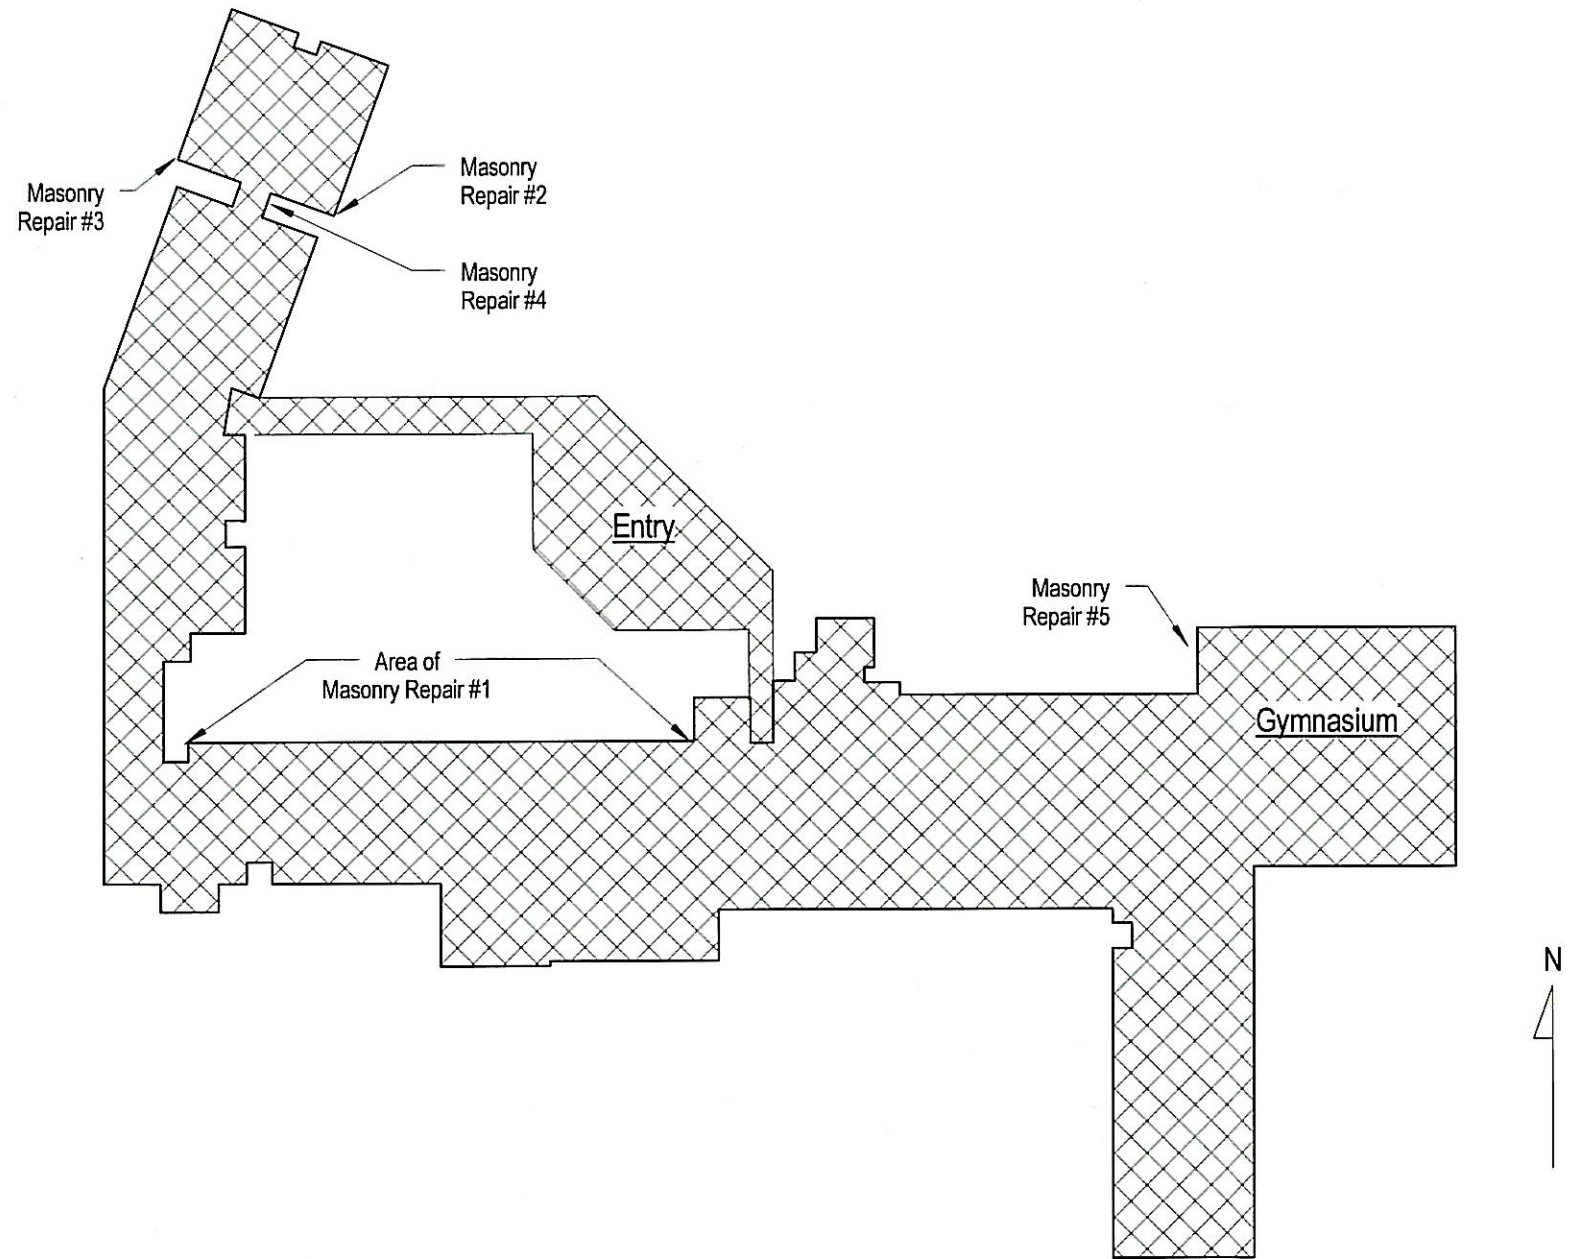 Masonry
Repair #2
Masonry
Repair #3
Masonry
Repair #4
Entry
Masonry
Repair #5
Area of
Masonry Repair #1
Gymnasium
N